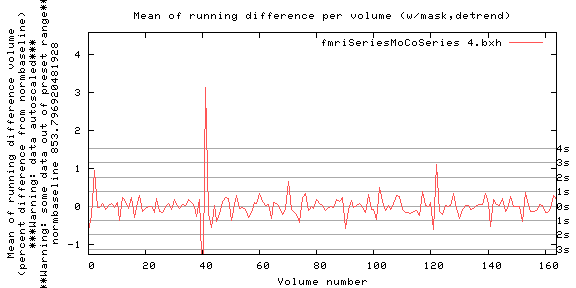 Mean of running difference per volume (w/mask,detrend)
Mean of running difference volume
(percent difference from normbaseline)
***Warning: data autoscaled***
**Warning: some data out of preset range**
normbaseline 853.796920481928
fmriSeriesMoCoSeries 4.bxh
4
3
2
1
0
-1
4s
3s
2s
1s
0s
1s
2s
3s
0
20
40
60
80
100
120
140
160
Volume number